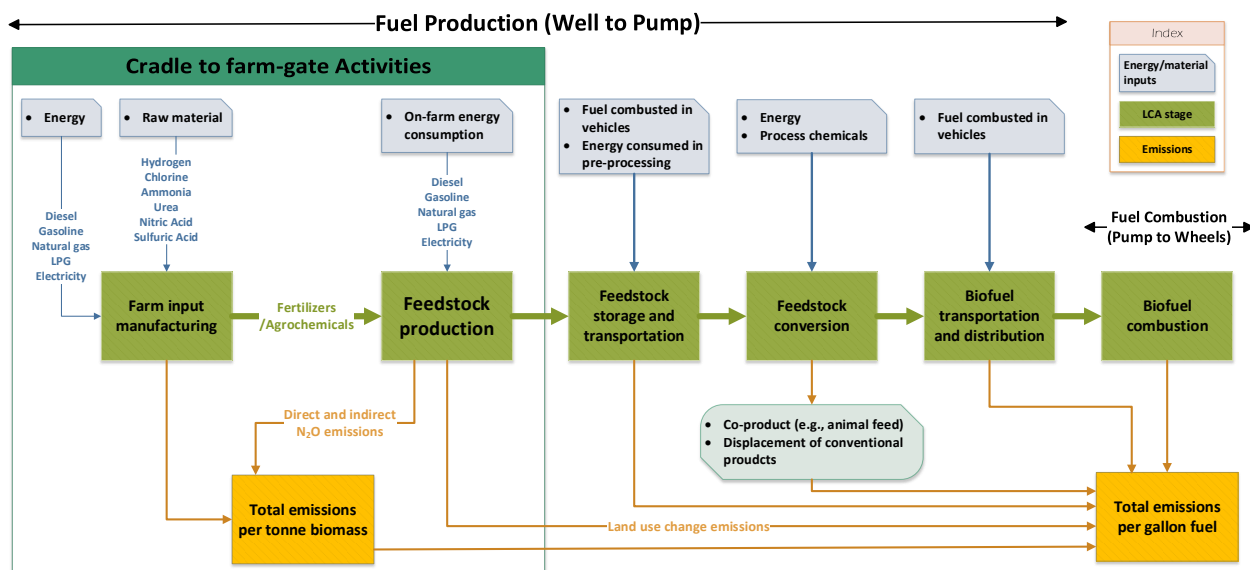 Fuel Production (Well to Pump)
Index
Energy/material
inputs
LCA stage
Emissions
Cradle to farm-gate Activities
• Energy
• Raw material
• On-farm energy
consumption
• Fuel combusted in
vehicles
• Energy consumed in
pre-processing
• Energy
• Process chemicals
• Fuel combusted in
vehicles
Hydrogen
Chlorine
Ammonia
Urea
Nitric Acid
Sulfuric Acid
Diesel
Gasoline
Natural gas
LPG
Electricity
Diesel
Gasoline
Natural gas
LPG
Electricity
Fuel Combustion
(Pump to Wheels)
Farm input
manufacturing
Fertilizers
/Agrochemicals
Feedstock
production
Feedstock
storage and
transportation
Feedstock
conversion
Biofuel
transportation
and distribution
Biofuel
combustion
Direct and indirect
N₂O emissions
• Co-product (e.g., animal feed)
• Displacement of conventional
proudcts
Total emissions
per tonne biomass
Land use change emissions
Total emissions
per gallon fuel